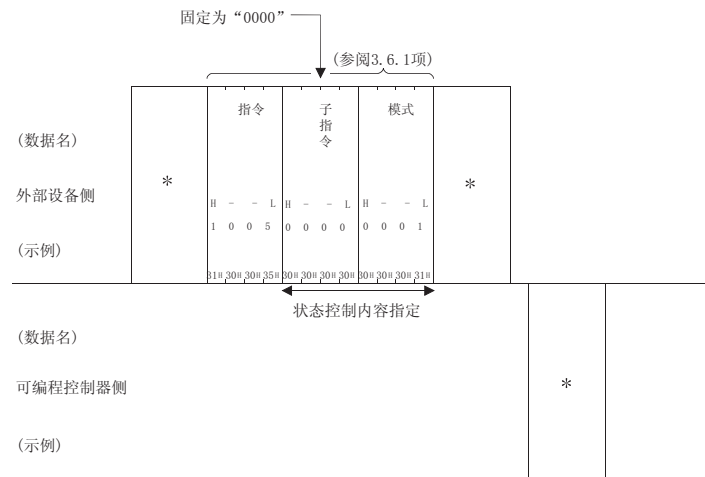 固定为“0000”
(参阅3.6.1项)
指令 子指令 模式
(数据名)
* *
外部设备侧
H - - L H - - L H - - L
1 0 0 5 0 0 0 0 0 0 0 1
(示例)
31H 30H 30H 35H 30H 30H 30H 30H 30H 30H 30H 31H
状态控制内容指定
(数据名)
可编程控制器侧
*
(示例)